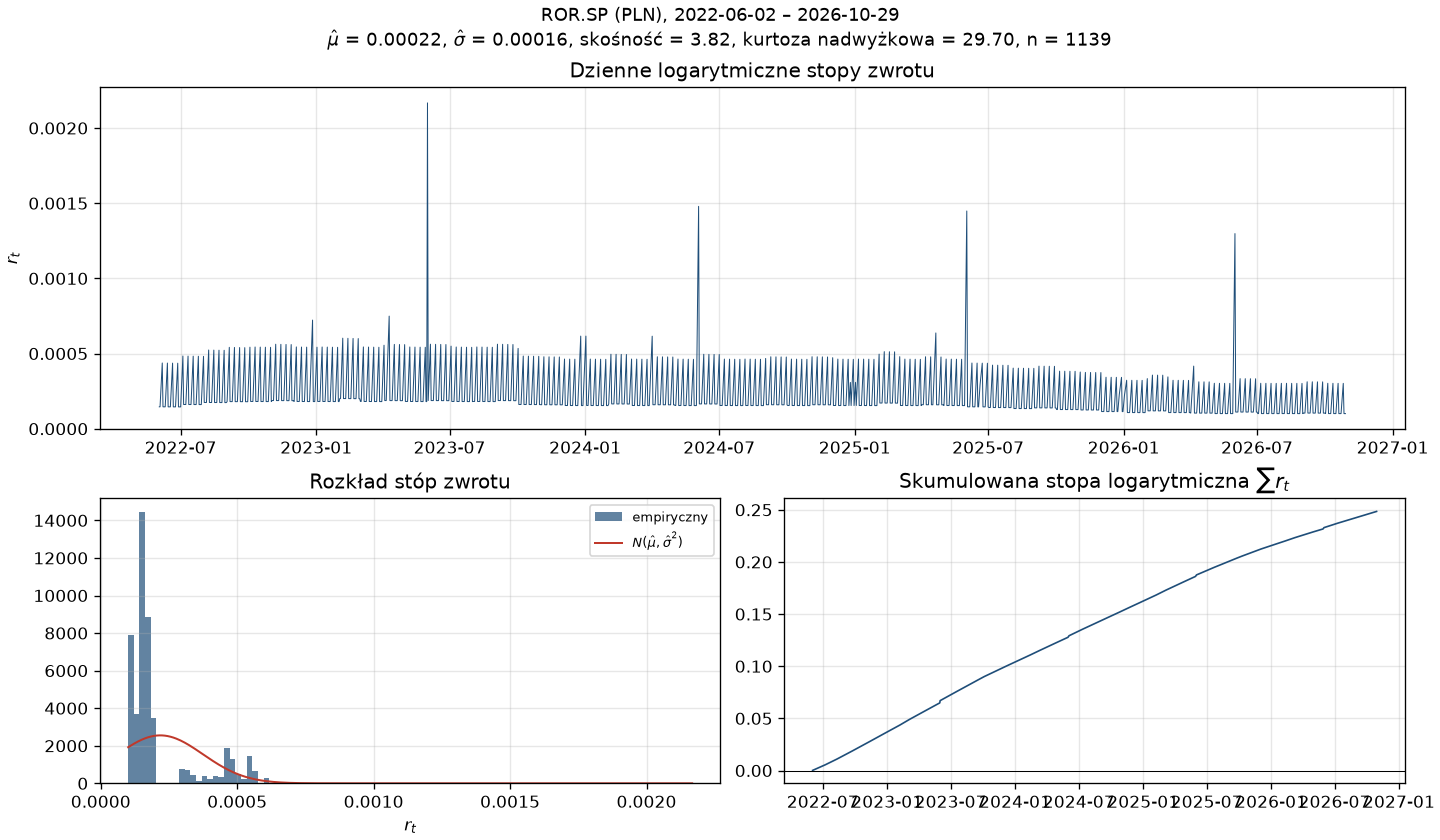 ROR.SP (PLN), 2022-06-02 – 2026-10-29
μ̂ = 0.00022, σ̂ = 0.00016, skośność = 3.82, kurtoza nadwyżkowa = 29.70, n = 1139
Dzienne logarytmiczne stopy zwrotu
0.0020
0.0015
0.0010
0.0005
0.0000
r_t
2022-07 2023-01 2023-07 2024-01 2024-07 2025-01 2025-07 2026-01 2026-07 2027-01
Rozkład stóp zwrotu
14000
12000
10000
8000
6000
4000
2000
0
empiryczny
N(μ̂, σ̂²)
0.0000 0.0005 0.0010 0.0015 0.0020
r_t
Skumulowana stopa logarytmiczna ∑r_t
0.25
0.20
0.15
0.10
0.05
0.00
2022-07 2023-01 2023-07 2024-01 2024-07 2025-01 2025-07 2026-01 2026-07 2027-01